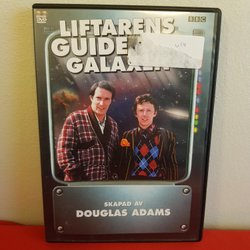 BBC
LIFTARENS
GUIDE
GALAXEN
SKAPAD AV
DOUGLAS ADAMS